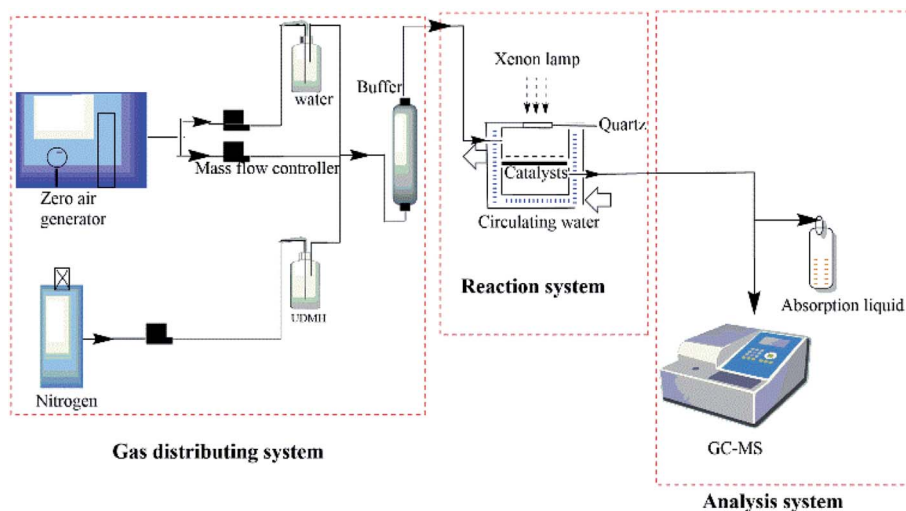 water
Mass flow controller
Zero air
generator
UDMH
Nitrogen
Buffer
Gas distributing system
Xenon lamp
Quartz
Catalysts
Circulating water
Reaction system
Absorption liquid
GC-MS
Analysis system